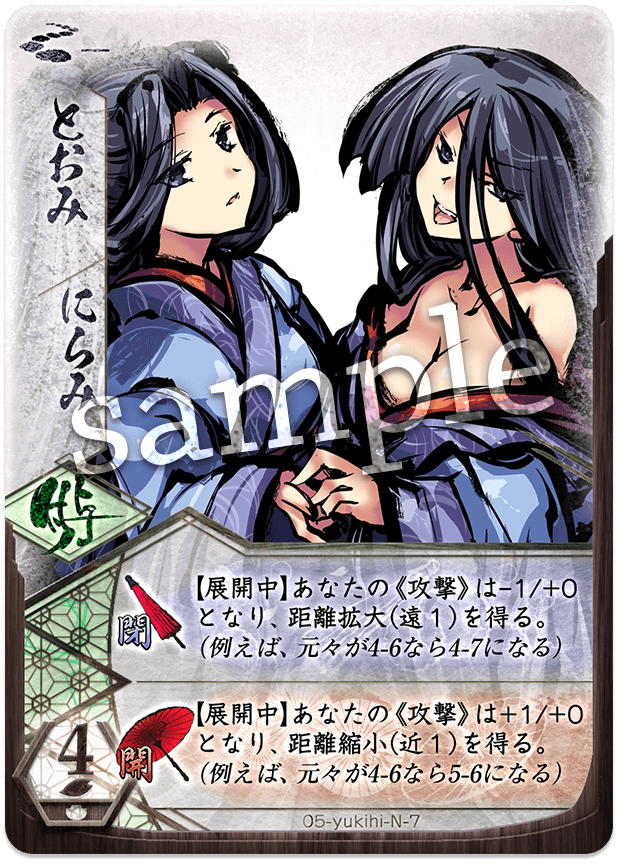 とおみ
にらみ
sample
閉
【展開中】あなたの《攻撃》は-1/+0
となり、距離拡大(遠１)を得る。
(例えば、元々が4-6なら4-7になる)
開
【展開中】あなたの《攻撃》は+1/+0
となり、距離縮小(近１)を得る。
(例えば、元々が4-6なら5-6になる)
4
05-yukihi-N-7